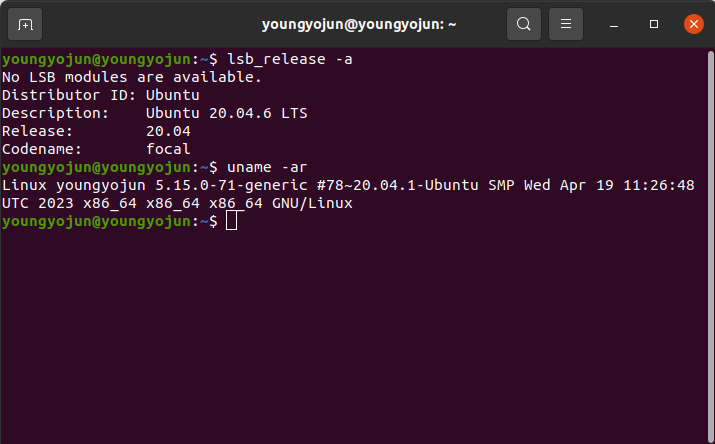 youngyojun@youngyojun: ~
youngyojun@youngyojun:~$ lsb_release -a
No LSB modules are available.
Distributor ID: Ubuntu
Description:    Ubuntu 20.04.6 LTS
Release:        20.04
Codename:       focal
youngyojun@youngyojun:~$ uname -ar
Linux youngyojun 5.15.0-71-generic #78~20.04.1-Ubuntu SMP Wed Apr 19 11:26:48
UTC 2023 x86_64 x86_64 x86_64 GNU/Linux
youngyojun@youngyojun:~$